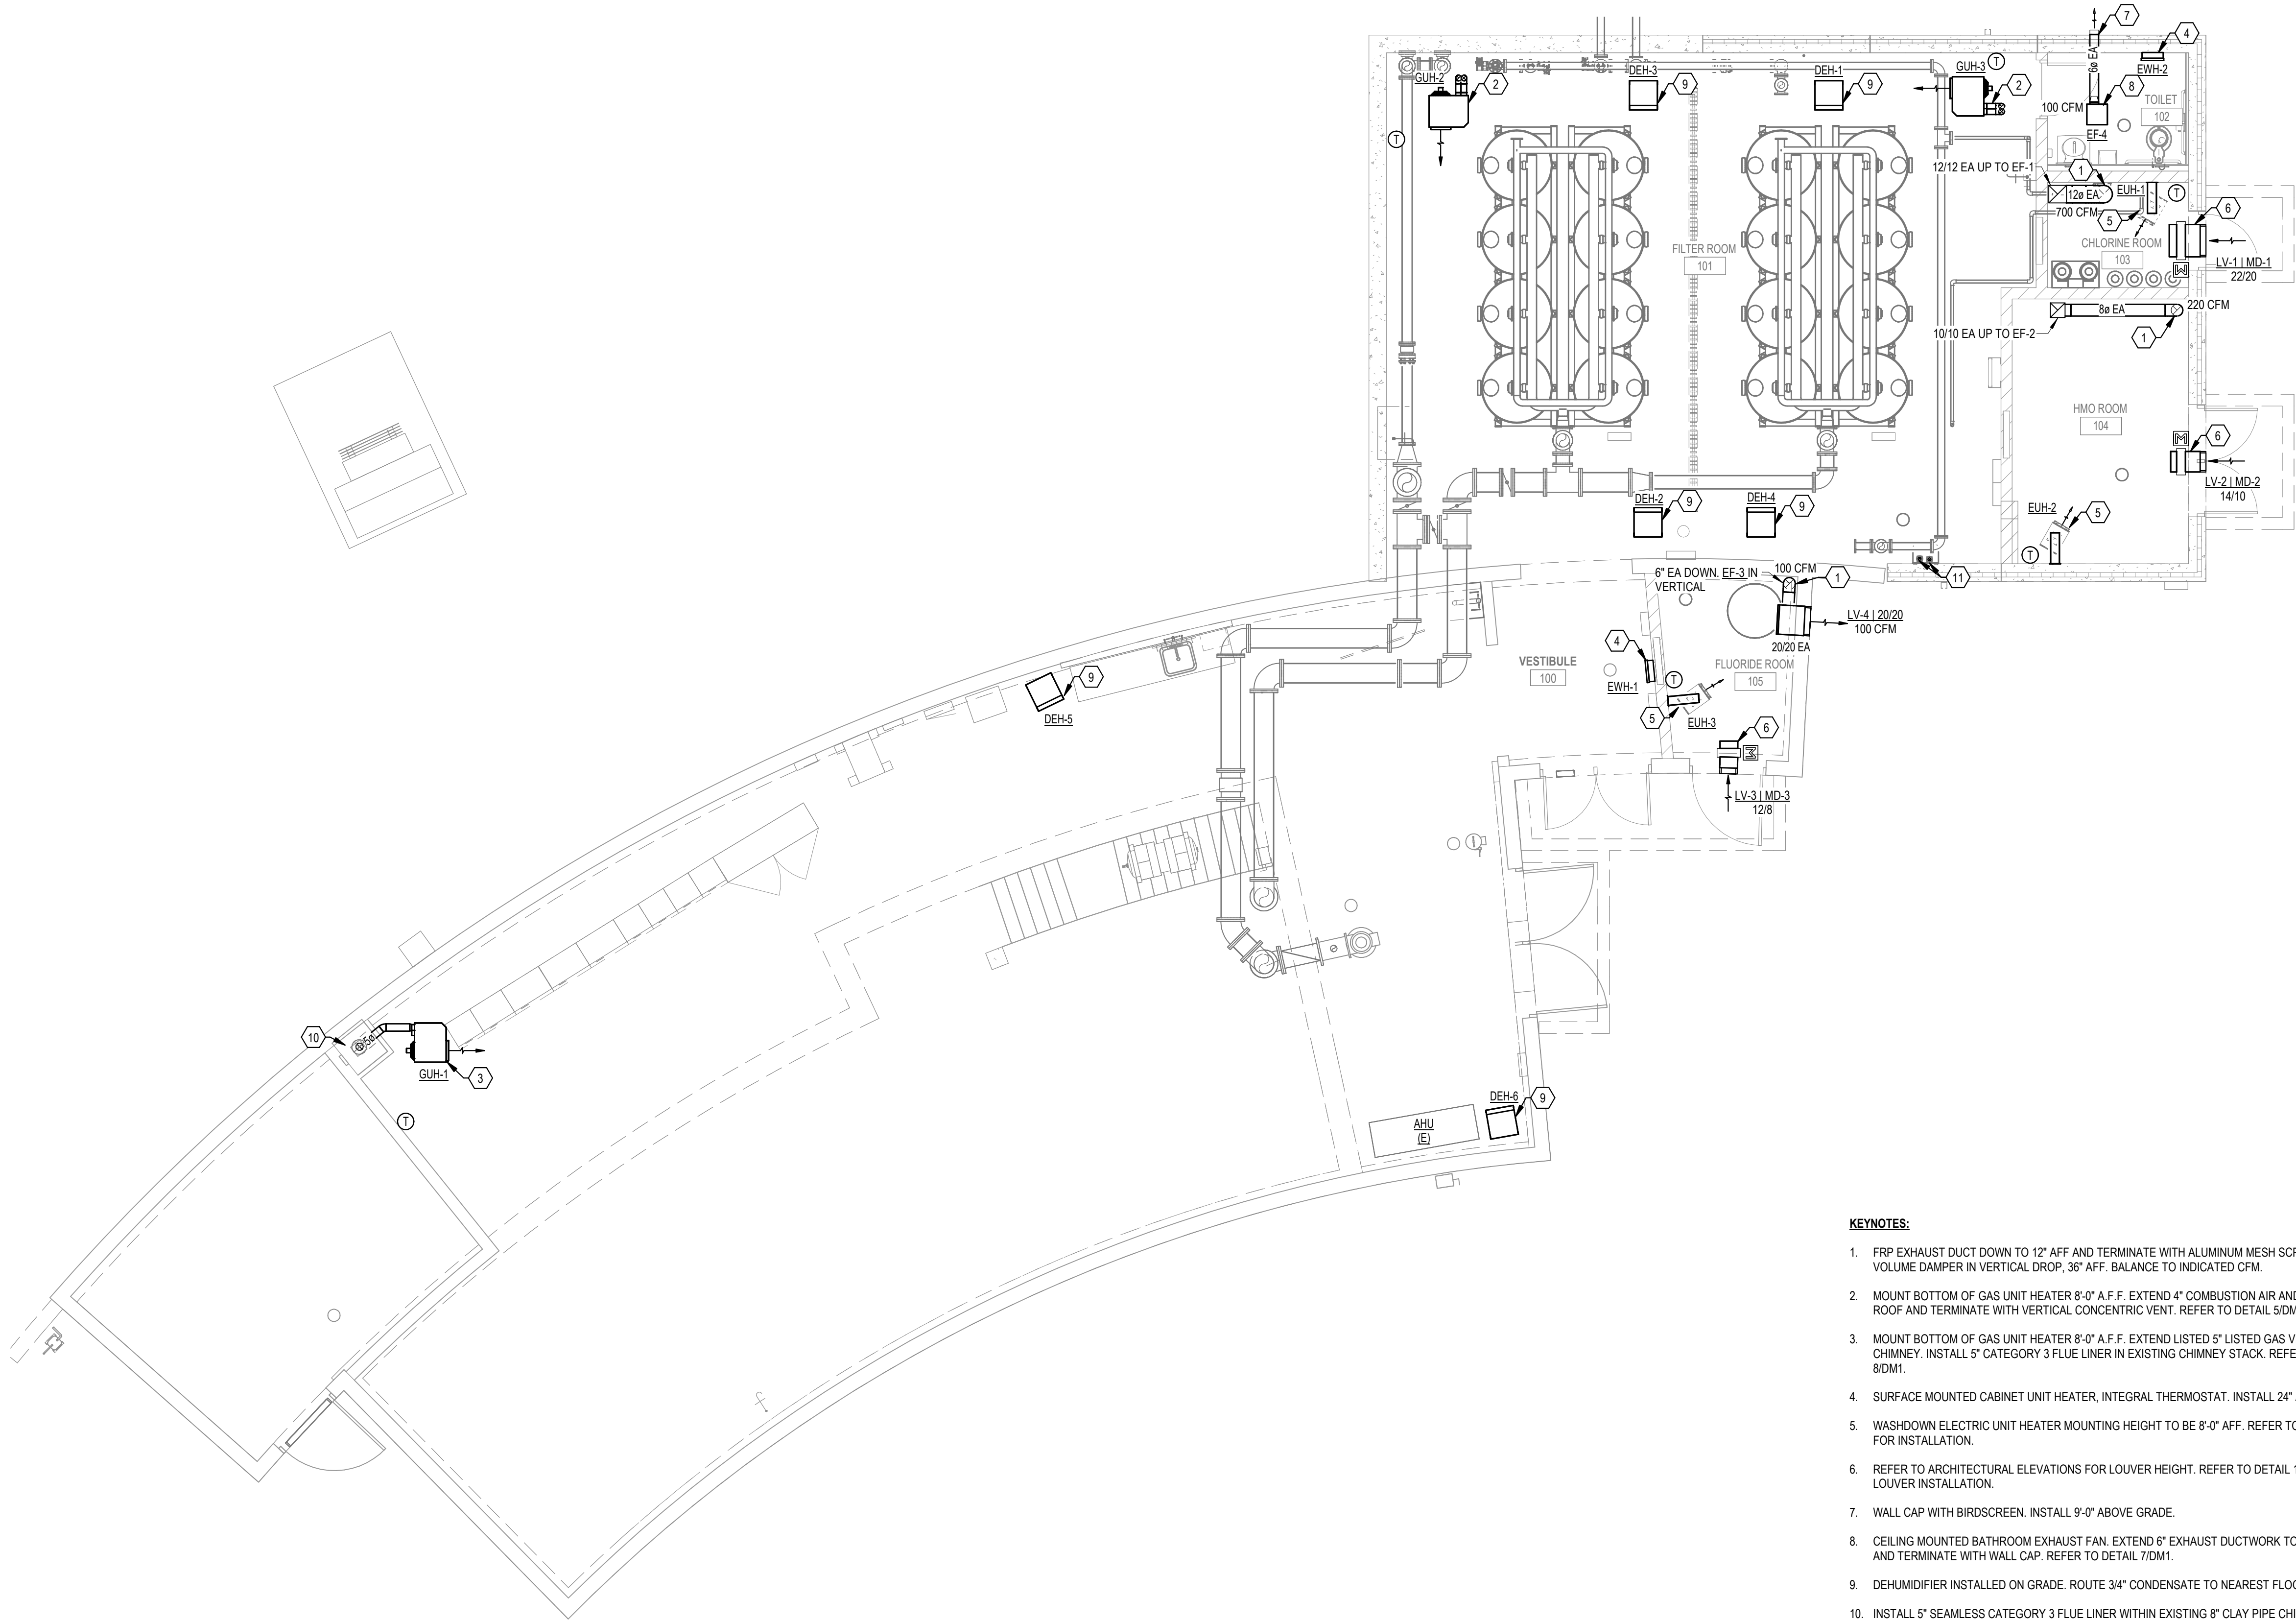 7
4
6ø EA
EWH-2
GUH-2
2
DEH-3
9
DEH-1
9
GUH-3
T
2
8
TOILET
102
100 CFM
EF-4
T
12/12 EA UP TO EF-1
1
12ø EA
EUH-1
T
700 CFM
5
6
FILTER ROOM
101
CHLORINE ROOM
103
M
LV-1 | MD-1
22/20
8ø EA
220 CFM
10/10 EA UP TO EF-2
1
HMO ROOM
104
M
6
LV-2 | MD-2
14/10
DEH-2
9
DEH-4
9
EUH-2
5
T
6" EA DOWN. EF-3 IN
VERTICAL
100 CFM
1
11
LV-4 | 20/20
100 CFM
20/20 EA
4
VESTIBULE
100
EWH-1
T
FLUORIDE ROOM
105
5
EUH-3
9
DEH-5
6
M
LV-3 | MD-3
12/8
10
5ø
GUH-1
3
T
DEH-6
9
AHU
(E)
KEYNOTES:
1. FRP EXHAUST DUCT DOWN TO 12" AFF AND TERMINATE WITH ALUMINUM MESH
VOLUME DAMPER IN VERTICAL DROP, 36" AFF. BALANCE TO INDICATED CFM.
2. MOUNT BOTTOM OF GAS UNIT HEATER 8'-0" A.F.F. EXTEND 4" COMBUSTION AIR AND
ROOF AND TERMINATE WITH VERTICAL CONCENTRIC VENT. REFER TO DETAIL 5/DM
3. MOUNT BOTTOM OF GAS UNIT HEATER 8'-0" A.F.F. EXTEND LISTED 5" LISTED GAS V
CHIMNEY. INSTALL 5" CATEGORY 3 FLUE LINER IN EXISTING CHIMNEY STACK. REFE
8/DM1.
4. SURFACE MOUNTED CABINET UNIT HEATER, INTEGRAL THERMOSTAT. INSTALL 24"
5. WASHDOWN ELECTRIC UNIT HEATER MOUNTING HEIGHT TO BE 8'-0" AFF. REFER TO
FOR INSTALLATION.
6. REFER TO ARCHITECTURAL ELEVATIONS FOR LOUVER HEIGHT. REFER TO DETAIL 1
LOUVER INSTALLATION.
7. WALL CAP WITH BIRDSCREEN. INSTALL 9'-0" ABOVE GRADE.
8. CEILING MOUNTED BATHROOM EXHAUST FAN. EXTEND 6" EXHAUST DUCTWORK TO
AND TERMINATE WITH WALL CAP. REFER TO DETAIL 7/DM1.
9. DEHUMIDIFIER INSTALLED ON GRADE. ROUTE 3/4" CONDENSATE TO NEAREST FLO
10. INSTALL 5" SEAMLESS CATEGORY 3 FLUE LINER WITHIN EXISTING 8" CLAY PIPE CHI